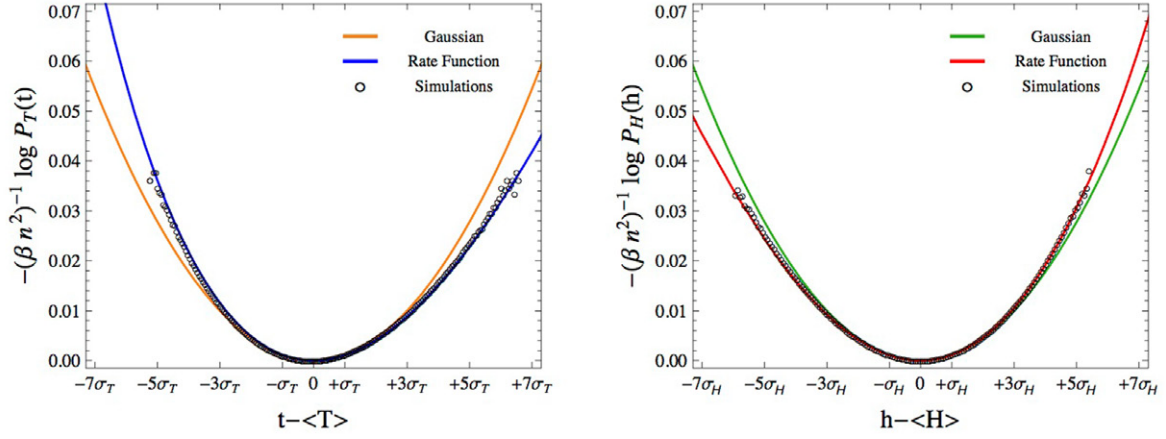 −(β n²)⁻¹ log P_T(t)
0.07
0.06
0.05
0.04
0.03
0.02
0.01
0.00
Gaussian
Rate Function
Simulations
−7σ_T −5σ_T −3σ_T −σ_T 0 +σ_T +3σ_T +5σ_T +7σ_T
t−<T>
−(β n²)⁻¹ log P_H(h)
0.07
0.06
0.05
0.04
0.03
0.02
0.01
0.00
Gaussian
Rate Function
Simulations
−7σ_H −5σ_H −3σ_H −σ_H 0 +σ_H +3σ_H +5σ_H +7σ_H
h−<H>